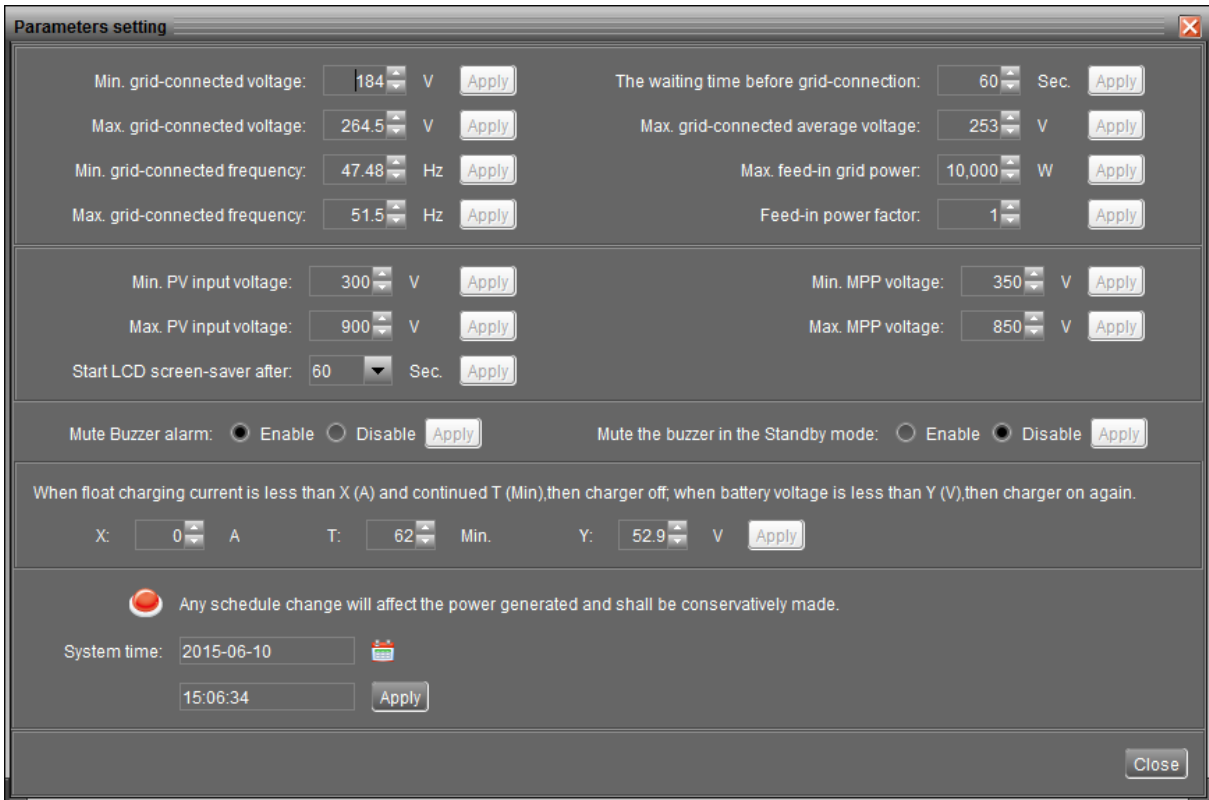 Parameters setting
Min. grid-connected voltage: 184 V Apply The waiting time before grid-connection: 60 Sec. Apply
Max. grid-connected voltage: 264.5 V Apply Max. grid-connected average voltage: 253 V Apply
Min. grid-connected frequency: 47.48 Hz Apply Max. feed-in grid power: 10,000 W Apply
Max. grid-connected frequency: 51.5 Hz Apply Feed-in power factor: 1 Apply
Min. PV input voltage: 300 V Apply Min. MPP voltage: 350 V Apply
Max. PV input voltage: 900 V Apply Max. MPP voltage: 850 V Apply
Start LCD screen-saver after: 60 Sec. Apply
Mute Buzzer alarm: Enable Disable Apply Mute the buzzer in the Standby mode: Enable Disable Apply
When float charging current is less than X (A) and continued T (Min),then charger off; when battery voltage is less than Y (V),then charger on again.
X: 0 A T: 62 Min. Y: 52.9 V Apply
Any schedule change will affect the power generated and shall be conservatively made.
System time: 2015-06-10
15:06:34 Apply
Close